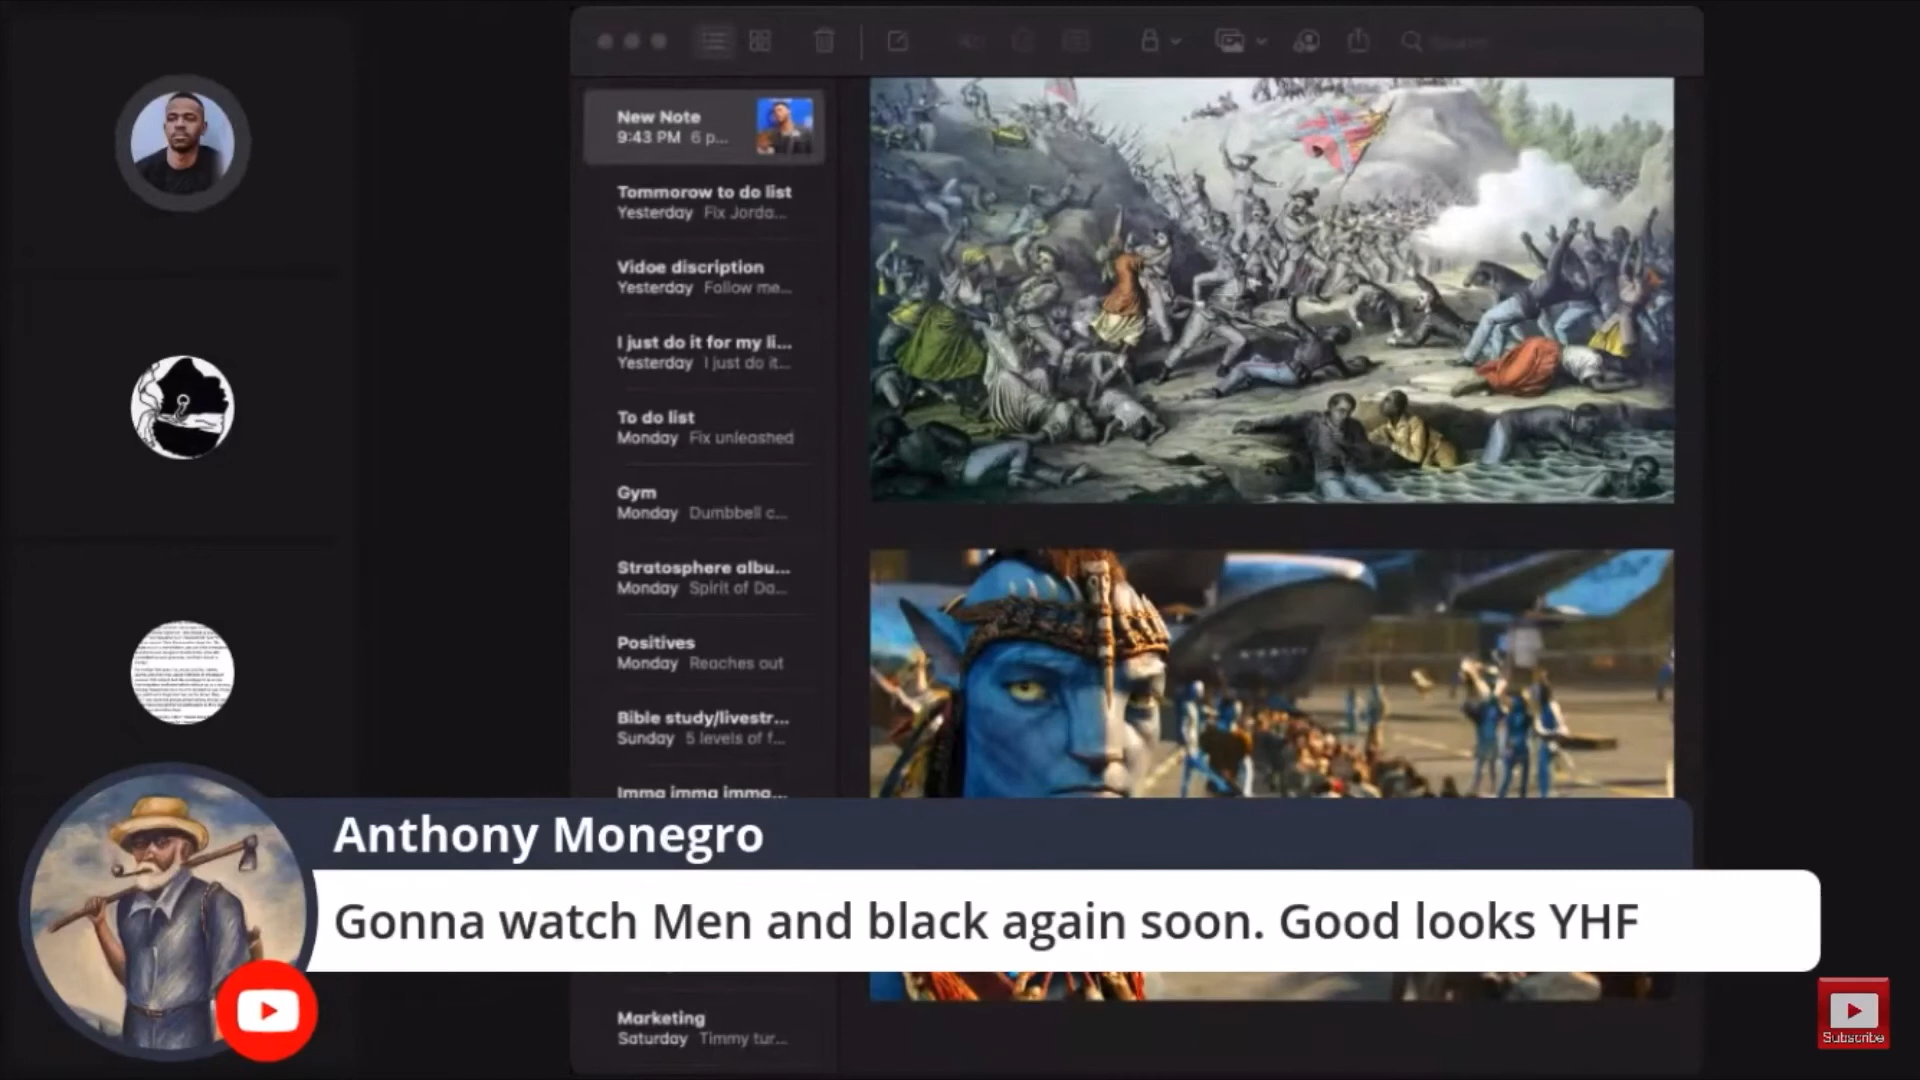 New Note
9:43 PM 6 p...
Tommorow to do list
Yesterday Fix Jorda...
Vidoe discription
Yesterday Follow me...
I just do it for my li...
Yesterday I just do it...
To do list
Monday Fix unleashed
Gym
Monday Dumbbell c...
Stratosphere albu...
Monday Spirit of Da...
Positives
Monday Reaches out
Bible study/livestr...
Sunday 5 levels of f...
Imma imma imma...
Anthony Monegro
Gonna watch Men and black again soon. Good looks YHF
Marketing
Saturday Timmy tur...
Subscribe